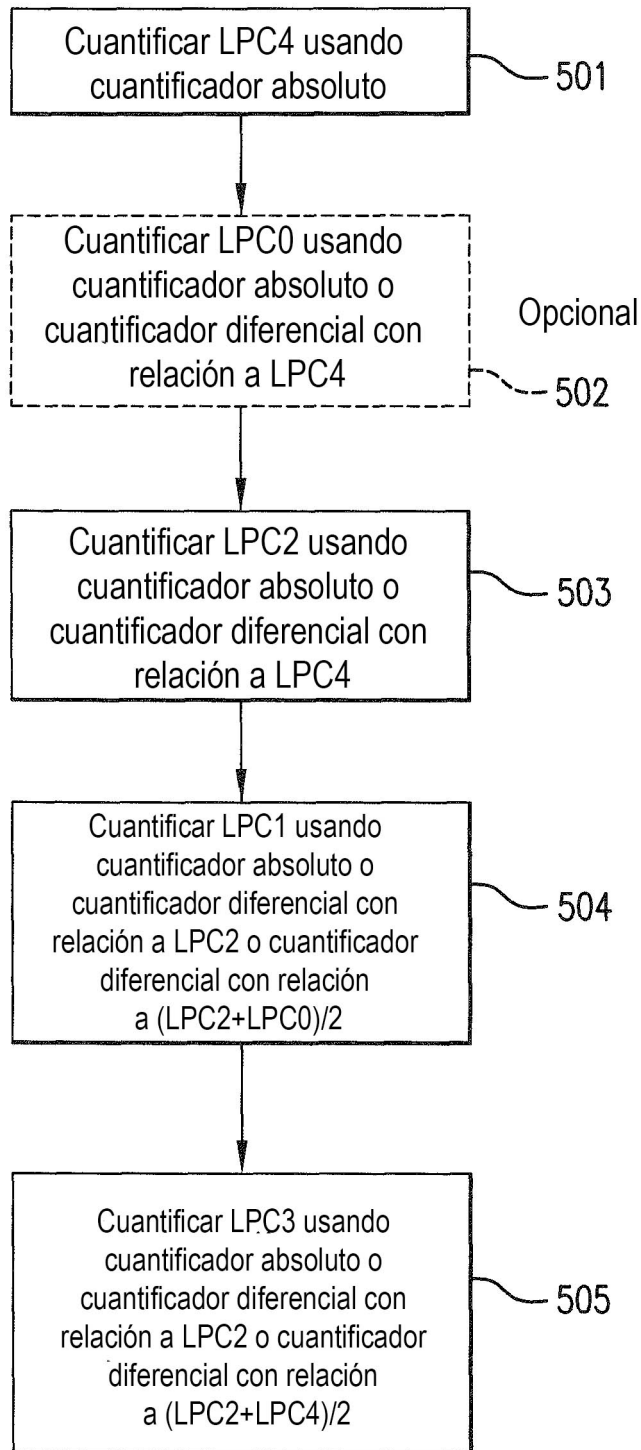 Cuantificar LPC4 usando
cuantificador absoluto
501
Cuantificar LPC0 usando
cuantificador absoluto o
cuantificador diferencial con
relación a LPC4
Opcional
502
Cuantificar LPC2 usando
cuantificador absoluto o
cuantificador diferencial con
relación a LPC4
503
Cuantificar LPC1 usando
cuantificador absoluto o
cuantificador diferencial con
relación a LPC2 o cuantificador
diferencial con relación
a (LPC2+LPC0)/2
504
Cuantificar LPC3 usando
cuantificador absoluto o
cuantificador diferencial con
relación a LPC2 o cuantificador
diferencial con relación
a (LPC2+LPC4)/2
505